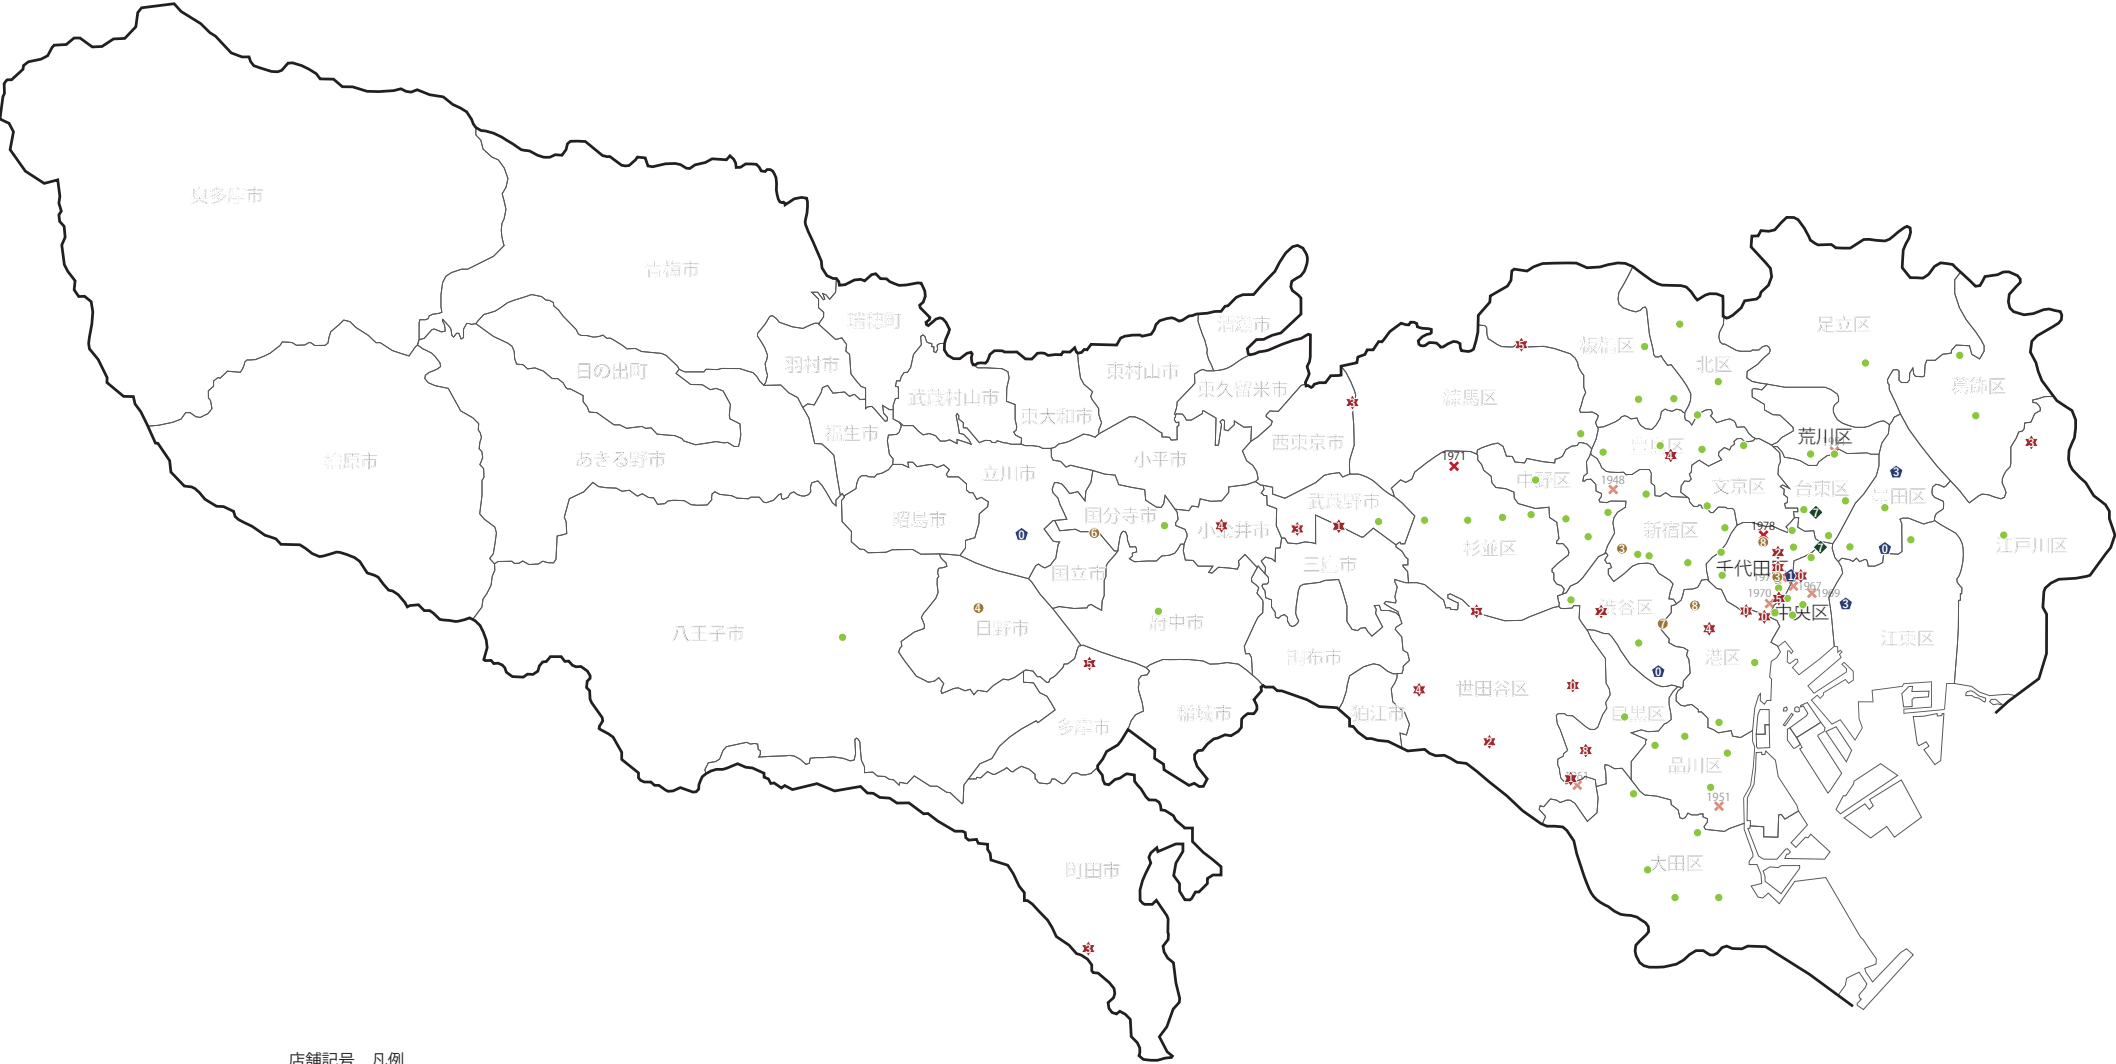 奥多摩市
青梅市
瑞穂町
清瀬市
足立区
板橋区
北区
羽村市
日の出町
東村山市
東久留米市
葛飾区
武蔵村山市
東大和市
練馬区
福生市
西東京市
荒川区
豊島区
4
檜原市
あきる野市
立川市
小平市
1971
中野区
1948
文京区
台東区
墨田区
3
昭島市
国分寺市
小金井市
武蔵野市
新宿区
1978
江戸川区
杉並区
国立市
三鷹市
千代田区
1967
1970
1969
八王子市
日野市
府中市
渋谷区
中央区
江東区
調布市
港区
世田谷区
多摩市
稲城市
狛江市
目黒区
品川区
1951
大田区
町田市
店舗記号 凡例